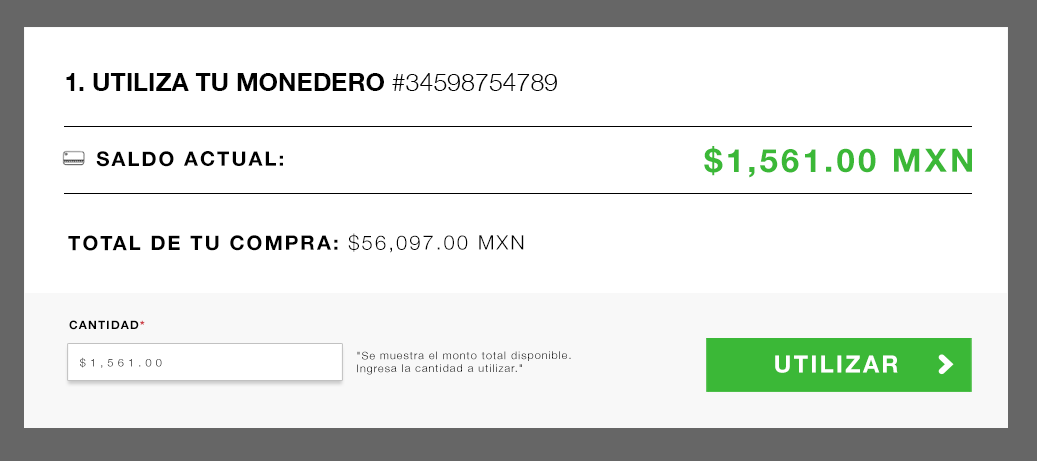 1. UTILIZA TU MONEDERO #34598754789
SALDO ACTUAL: $1,561.00 MXN
TOTAL DE TU COMPRA: $56,097.00 MXN
CANTIDAD*
$1,561.00
"Se muestra el monto total disponible.
Ingresa la cantidad a utilizar."
UTILIZAR